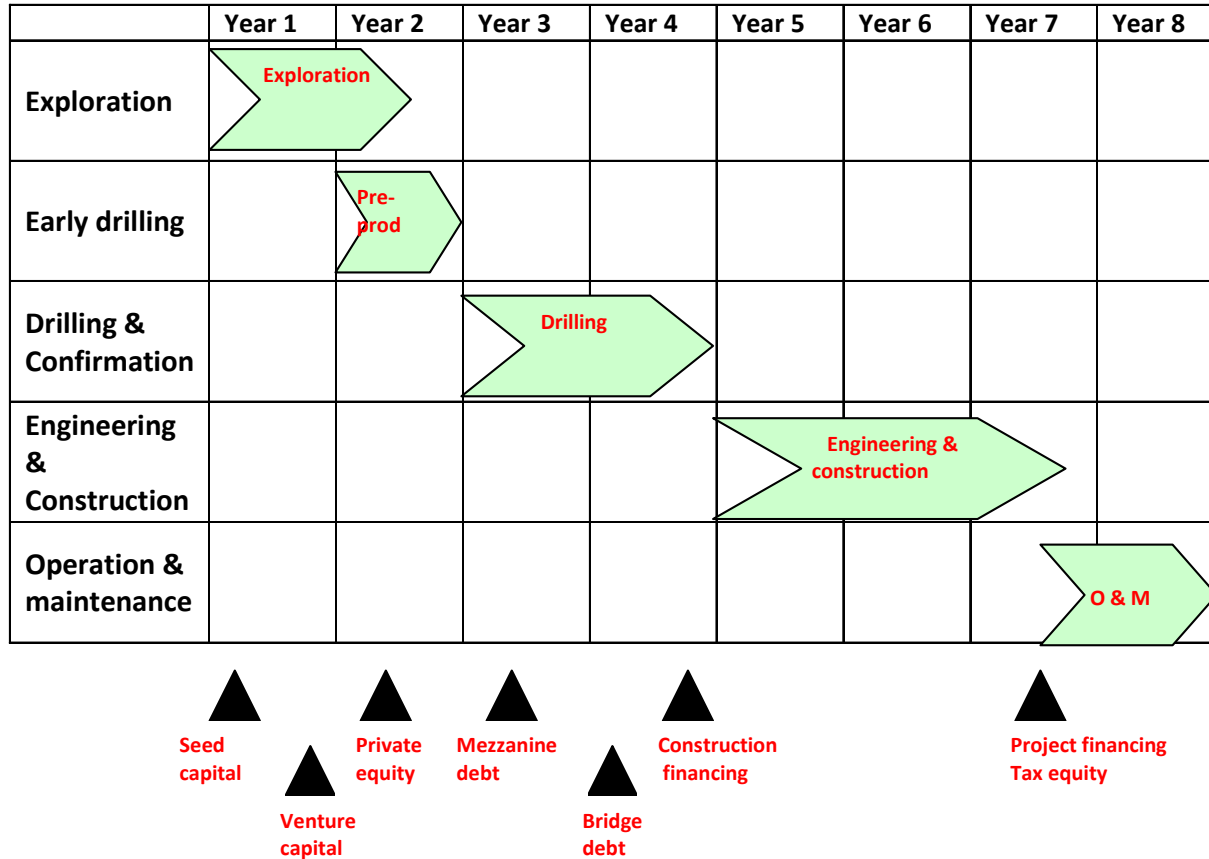 Year 1 Year 2 Year 3 Year 4 Year 5 Year 6 Year 7 Year 8
Exploration
Exploration
Early drilling
Pre-
prod
Drilling &
Confirmation
Drilling
Engineering
&
Construction
Engineering &
construction
Operation &
maintenance
O & M
Seed
capital
Venture
capital
Private
equity
Mezzanine
debt
Bridge
debt
Construction
financing
Project financing
Tax equity